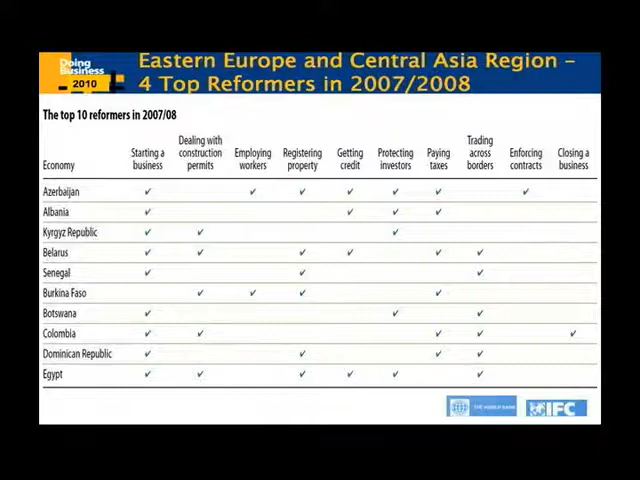 Doing
Business
2010
Eastern Europe and Central Asia Region –
4 Top Reformers in 2007/2008
The top 10 reformers in 2007/08
Economy Starting a business Dealing with construction permits Employing workers Registering property Getting credit Protecting investors Paying taxes Trading across borders Enforcing contracts Closing a business
Azerbaijan ✓ ✓ ✓ ✓ ✓ ✓ ✓
Albania ✓ ✓ ✓ ✓
Kyrgyz Republic ✓ ✓ ✓
Belarus ✓ ✓ ✓ ✓ ✓ ✓
Senegal ✓ ✓ ✓
Burkina Faso ✓ ✓ ✓ ✓
Botswana ✓ ✓ ✓
Colombia ✓ ✓ ✓ ✓ ✓
Dominican Republic ✓ ✓ ✓ ✓
Egypt ✓ ✓ ✓ ✓ ✓ ✓
THE WORLD BANK
IFC